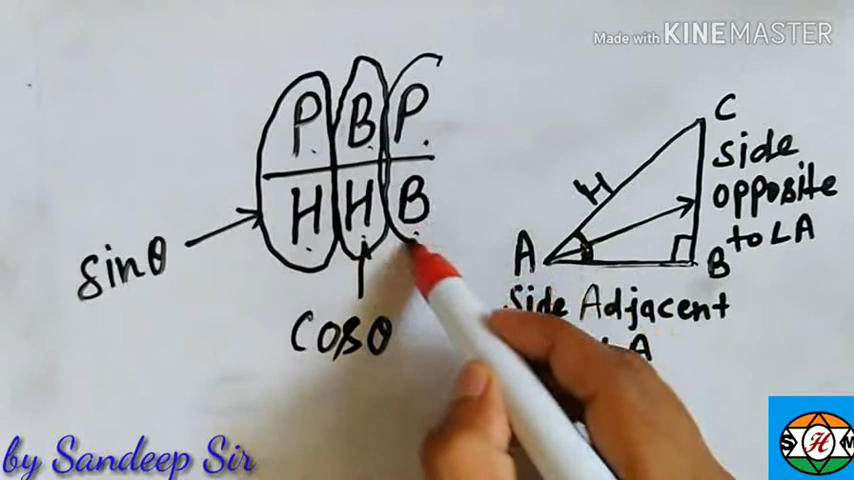 Made with KINEMASTER
P B P
H H B
sinθ
cosθ
C
H
side
opposite
to ∠A
A
B
Side Adjacent
A
by Sandeep Sir
S H M